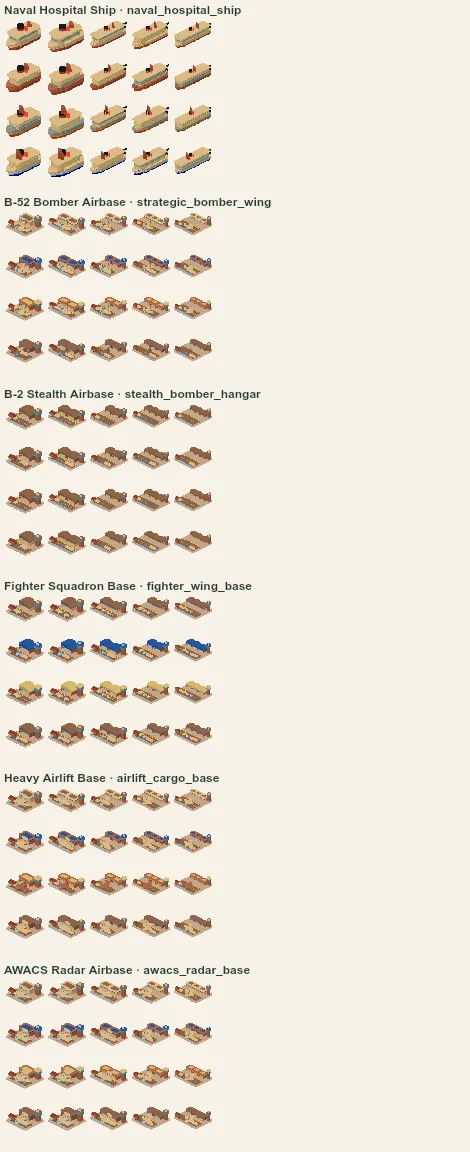 Naval Hospital Ship · naval_hospital_ship
B-52 Bomber Airbase · strategic_bomber_wing
B-2 Stealth Airbase · stealth_bomber_hangar
Fighter Squadron Base · fighter_wing_base
Heavy Airlift Base · airlift_cargo_base
AWACS Radar Airbase · awacs_radar_base